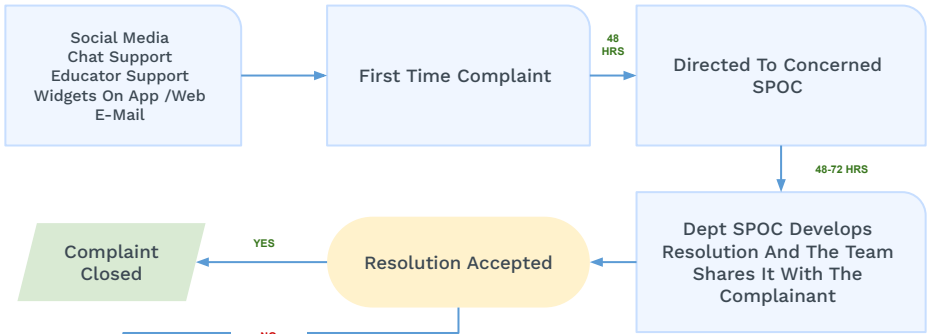 Social Media
Chat Support
Educator Support
Widgets On App /Web
E-Mail
First Time Complaint
48
HRS
Directed To Concerned
SPOC
48-72 HRS
Dept SPOC Develops
Resolution And The Team
Shares It With The
Complainant
Resolution Accepted
YES
Complaint
Closed
NO